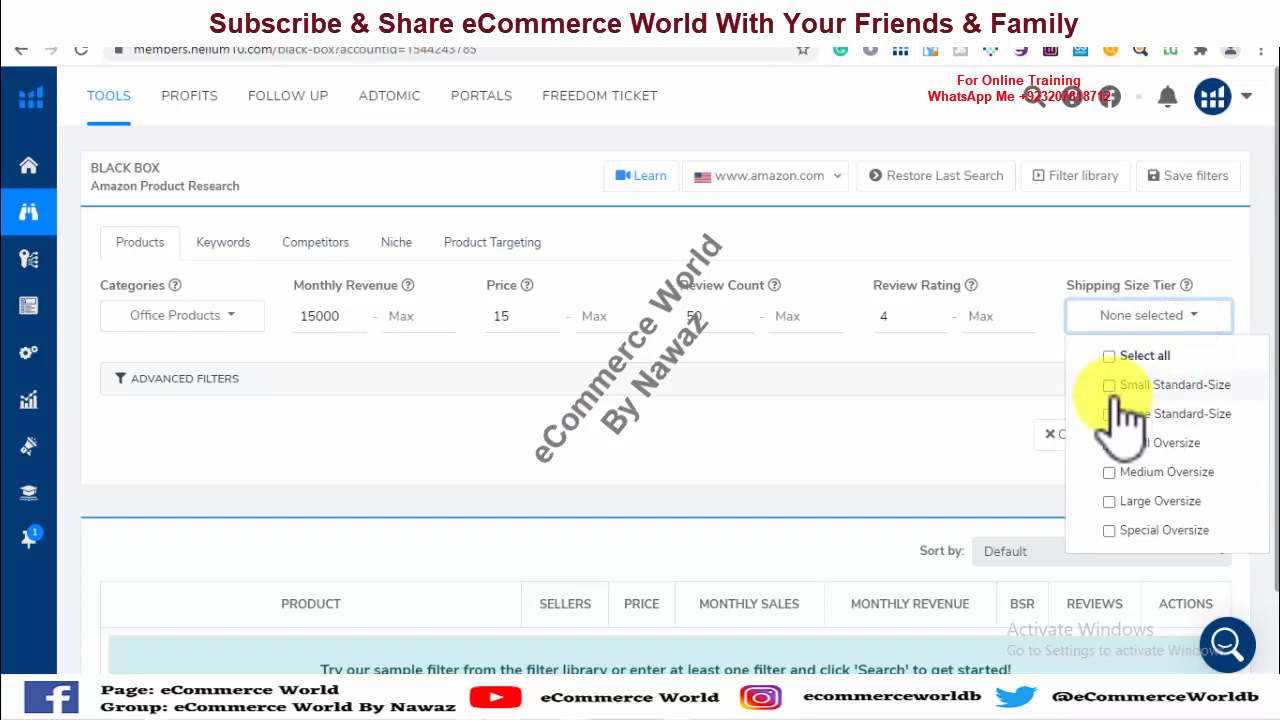 Subscribe & Share eCommerce World With Your Friends & Family
members.helium10.com/black-box?accountid=1544243785
For Online Training
WhatsApp Me +923207818712
TOOLS PROFITS FOLLOW UP ADTOMIC PORTALS FREEDOM TICKET
BLACK BOX
Amazon Product Research
Learn www.amazon.com Restore Last Search Filter library Save filters
Products Keywords Competitors Niche Product Targeting
Categories Monthly Revenue Price Review Count Review Rating Shipping Size Tier
Office Products 15000 - Max 15 - Max 50 - Max 4 - Max None selected
Select all
ADVANCED FILTERS
Small Standard-Size
Standard-Size
Oversize
Medium Oversize
Large Oversize
Special Oversize
eCommerce World
By Nawaz
Sort by: Default
PRODUCT SELLERS PRICE MONTHLY SALES MONTHLY REVENUE BSR REVIEWS ACTIONS
Activate Windows
Go to Settings to activate
Try our sample filter from the filter library or enter at least one filter and click 'Search' to get started!
1
Page: eCommerce World
Group: eCommerce World By Nawaz
eCommerce World
ecommerceworldb
@eCommerceWorldb